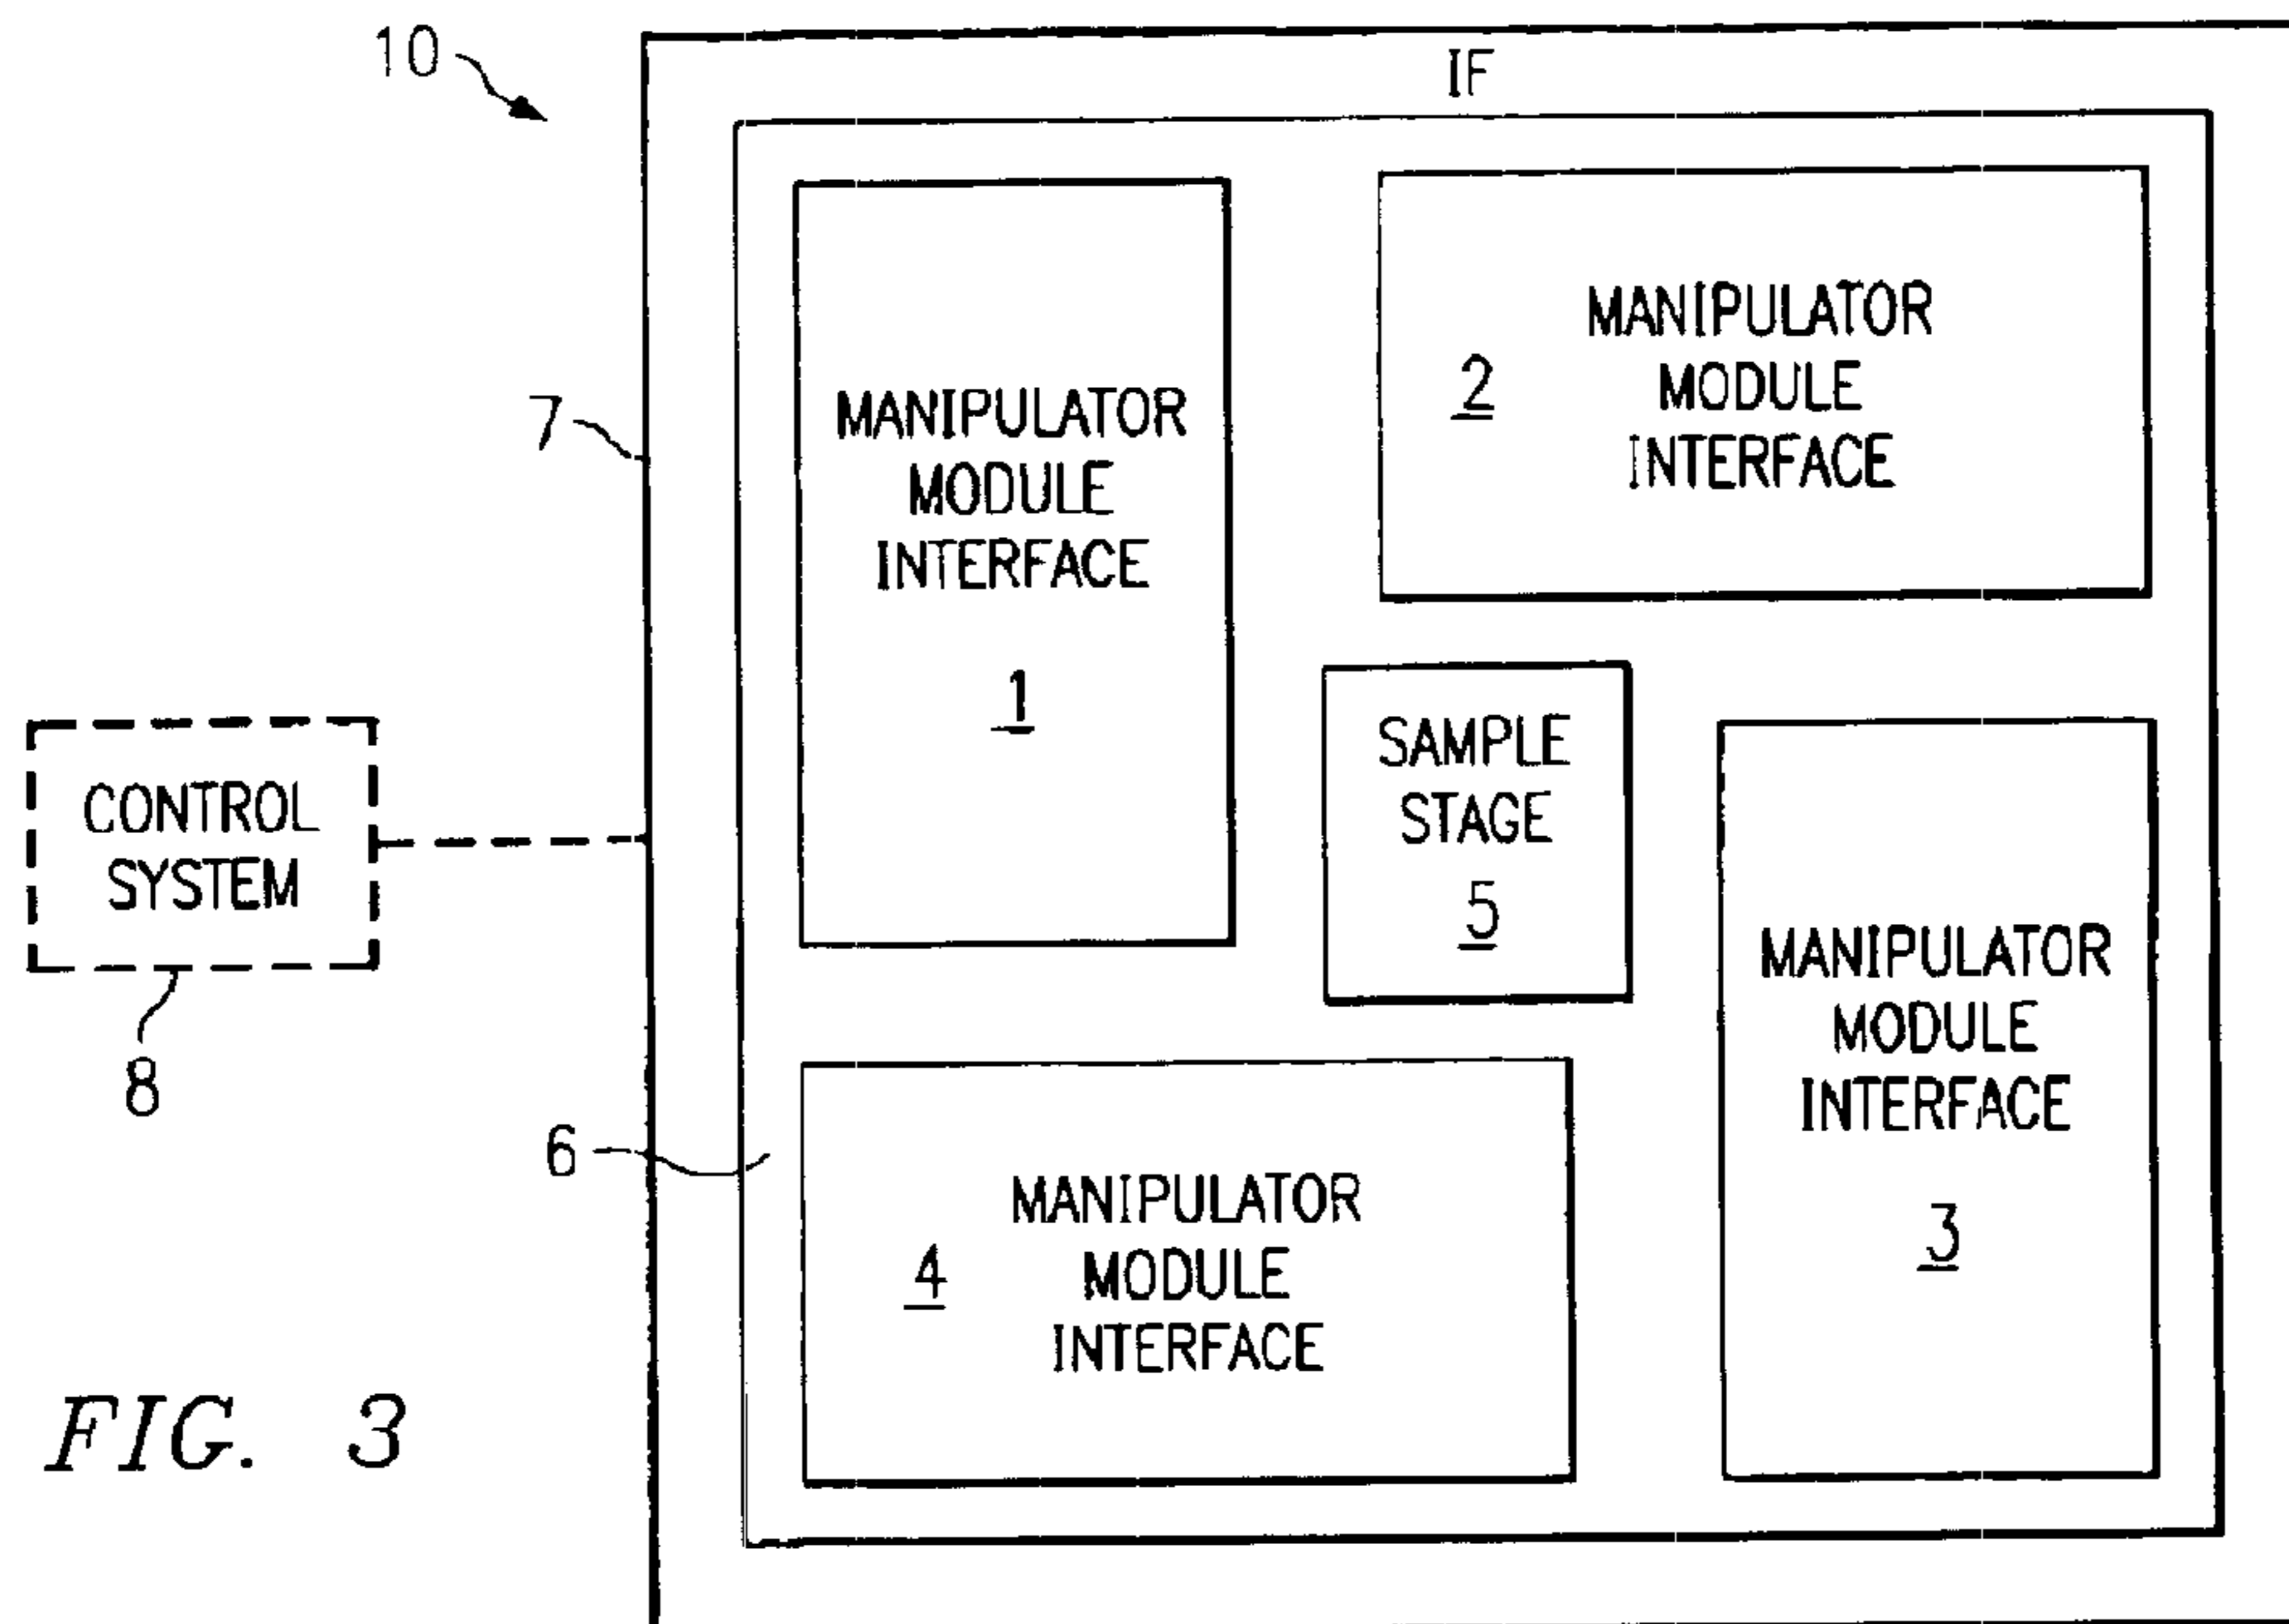 10
IF
MANIPULATOR
MODULE
INTERFACE
1
MANIPULATOR
2 MODULE
INTERFACE
7
SAMPLE
STAGE
5
CONTROL
SYSTEM
8
MANIPULATOR
MODULE
INTERFACE
3
6
MANIPULATOR
4 MODULE
INTERFACE
FIG. 3